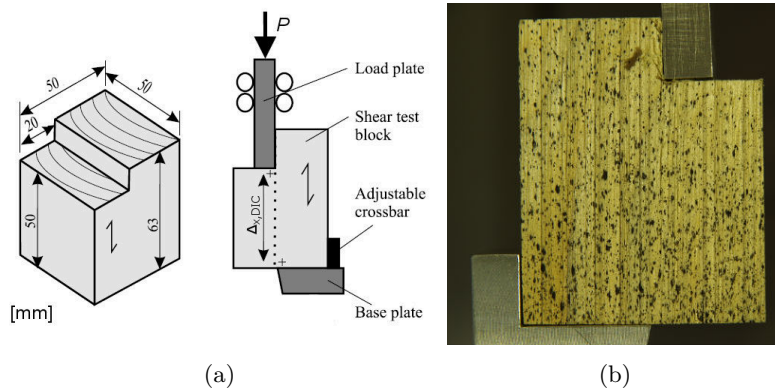 50
50
20
50
63
[mm]
P
Load plate
Shear test
block
Δx,DIC
Adjustable
crossbar
Base plate
(a)
(b)